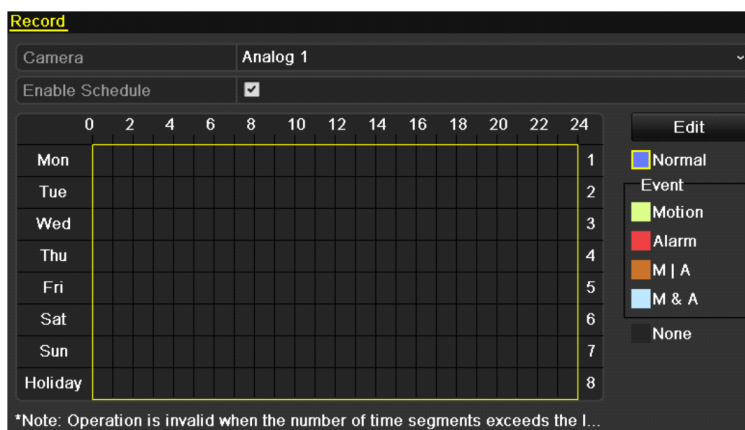 Record
Camera Analog 1
Enable Schedule
0 2 4 6 8 10 12 14 16 18 20 22 24
Edit
Mon 1
Normal
Tue 2
Event
Motion
Wed 3
Alarm
Thu 4
M | A
Fri 5
M & A
Sat 6
None
Sun 7
Holiday 8
*Note: Operation is invalid when the number of time segments exceeds the l...